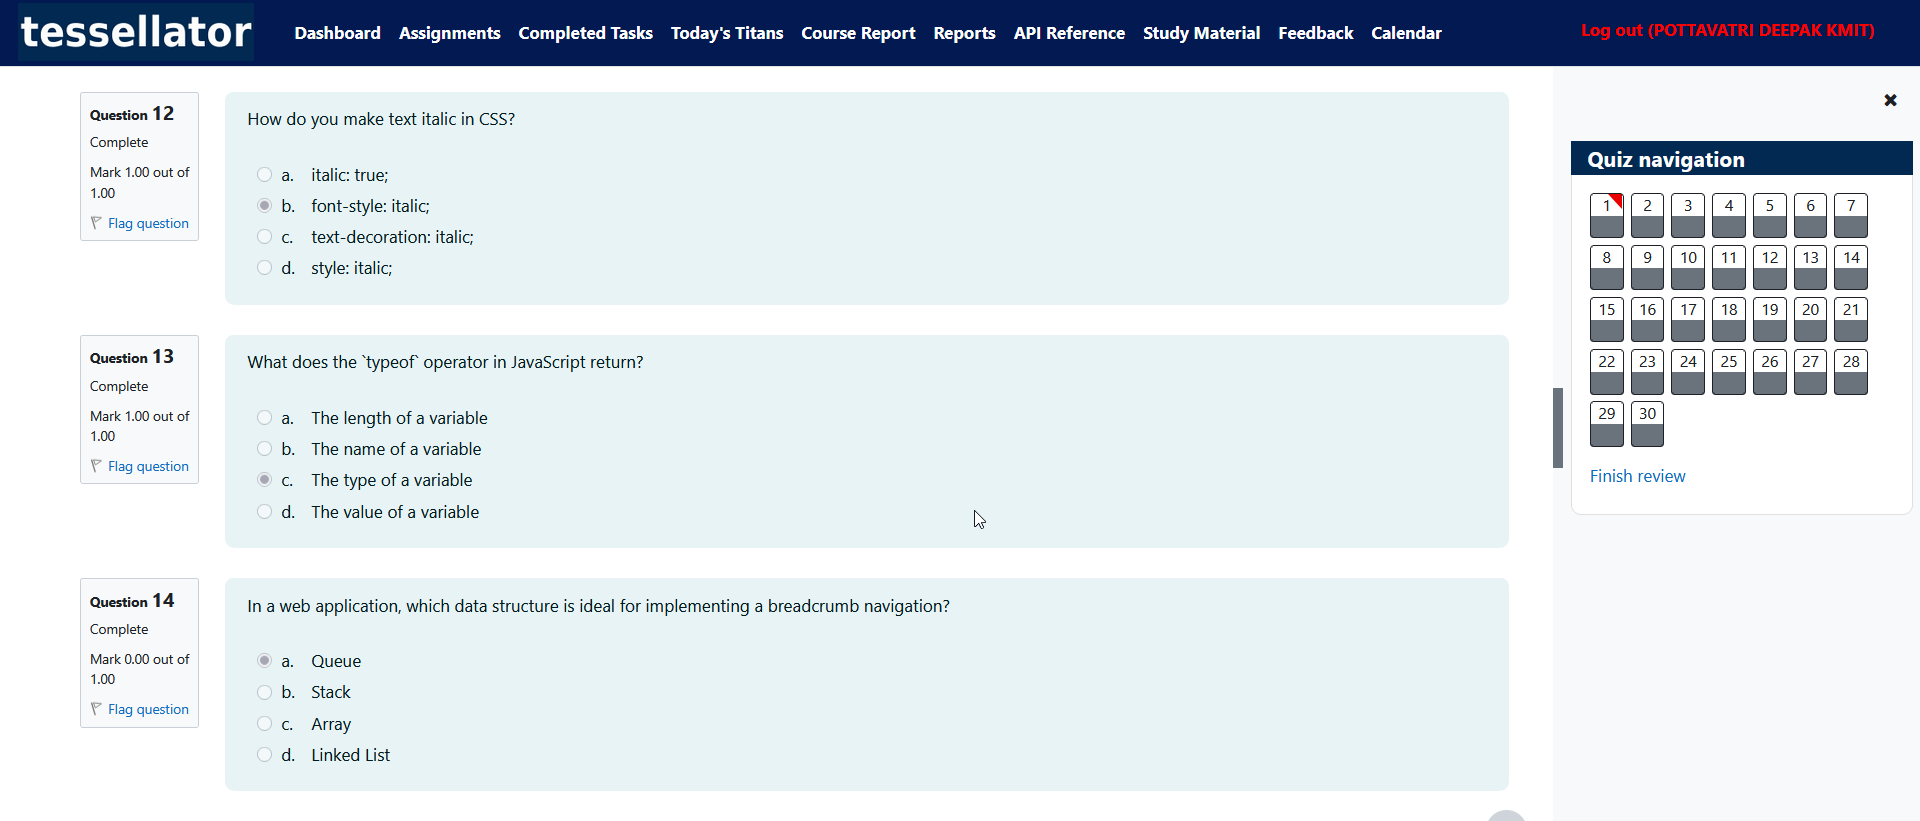 tessellator
Dashboard Assignments Completed Tasks Today's Titans Course Report Reports API Reference Study Material Feedback Calendar
Log out (POTTAVATRI DEEPAK KMIT)
Question 12
Complete
Mark 1.00 out of
1.00
Flag question
How do you make text italic in CSS?
a. italic: true;
b. font-style: italic;
c. text-decoration: italic;
d. style: italic;
Question 13
Complete
Mark 1.00 out of
1.00
Flag question
What does the `typeof` operator in JavaScript return?
a. The length of a variable
b. The name of a variable
c. The type of a variable
d. The value of a variable
Question 14
Complete
Mark 0.00 out of
1.00
Flag question
In a web application, which data structure is ideal for implementing a breadcrumb navigation?
a. Queue
b. Stack
c. Array
d. Linked List
Quiz navigation
1 2 3 4 5 6 7
8 9 10 11 12 13 14
15 16 17 18 19 20 21
22 23 24 25 26 27 28
29 30
Finish review